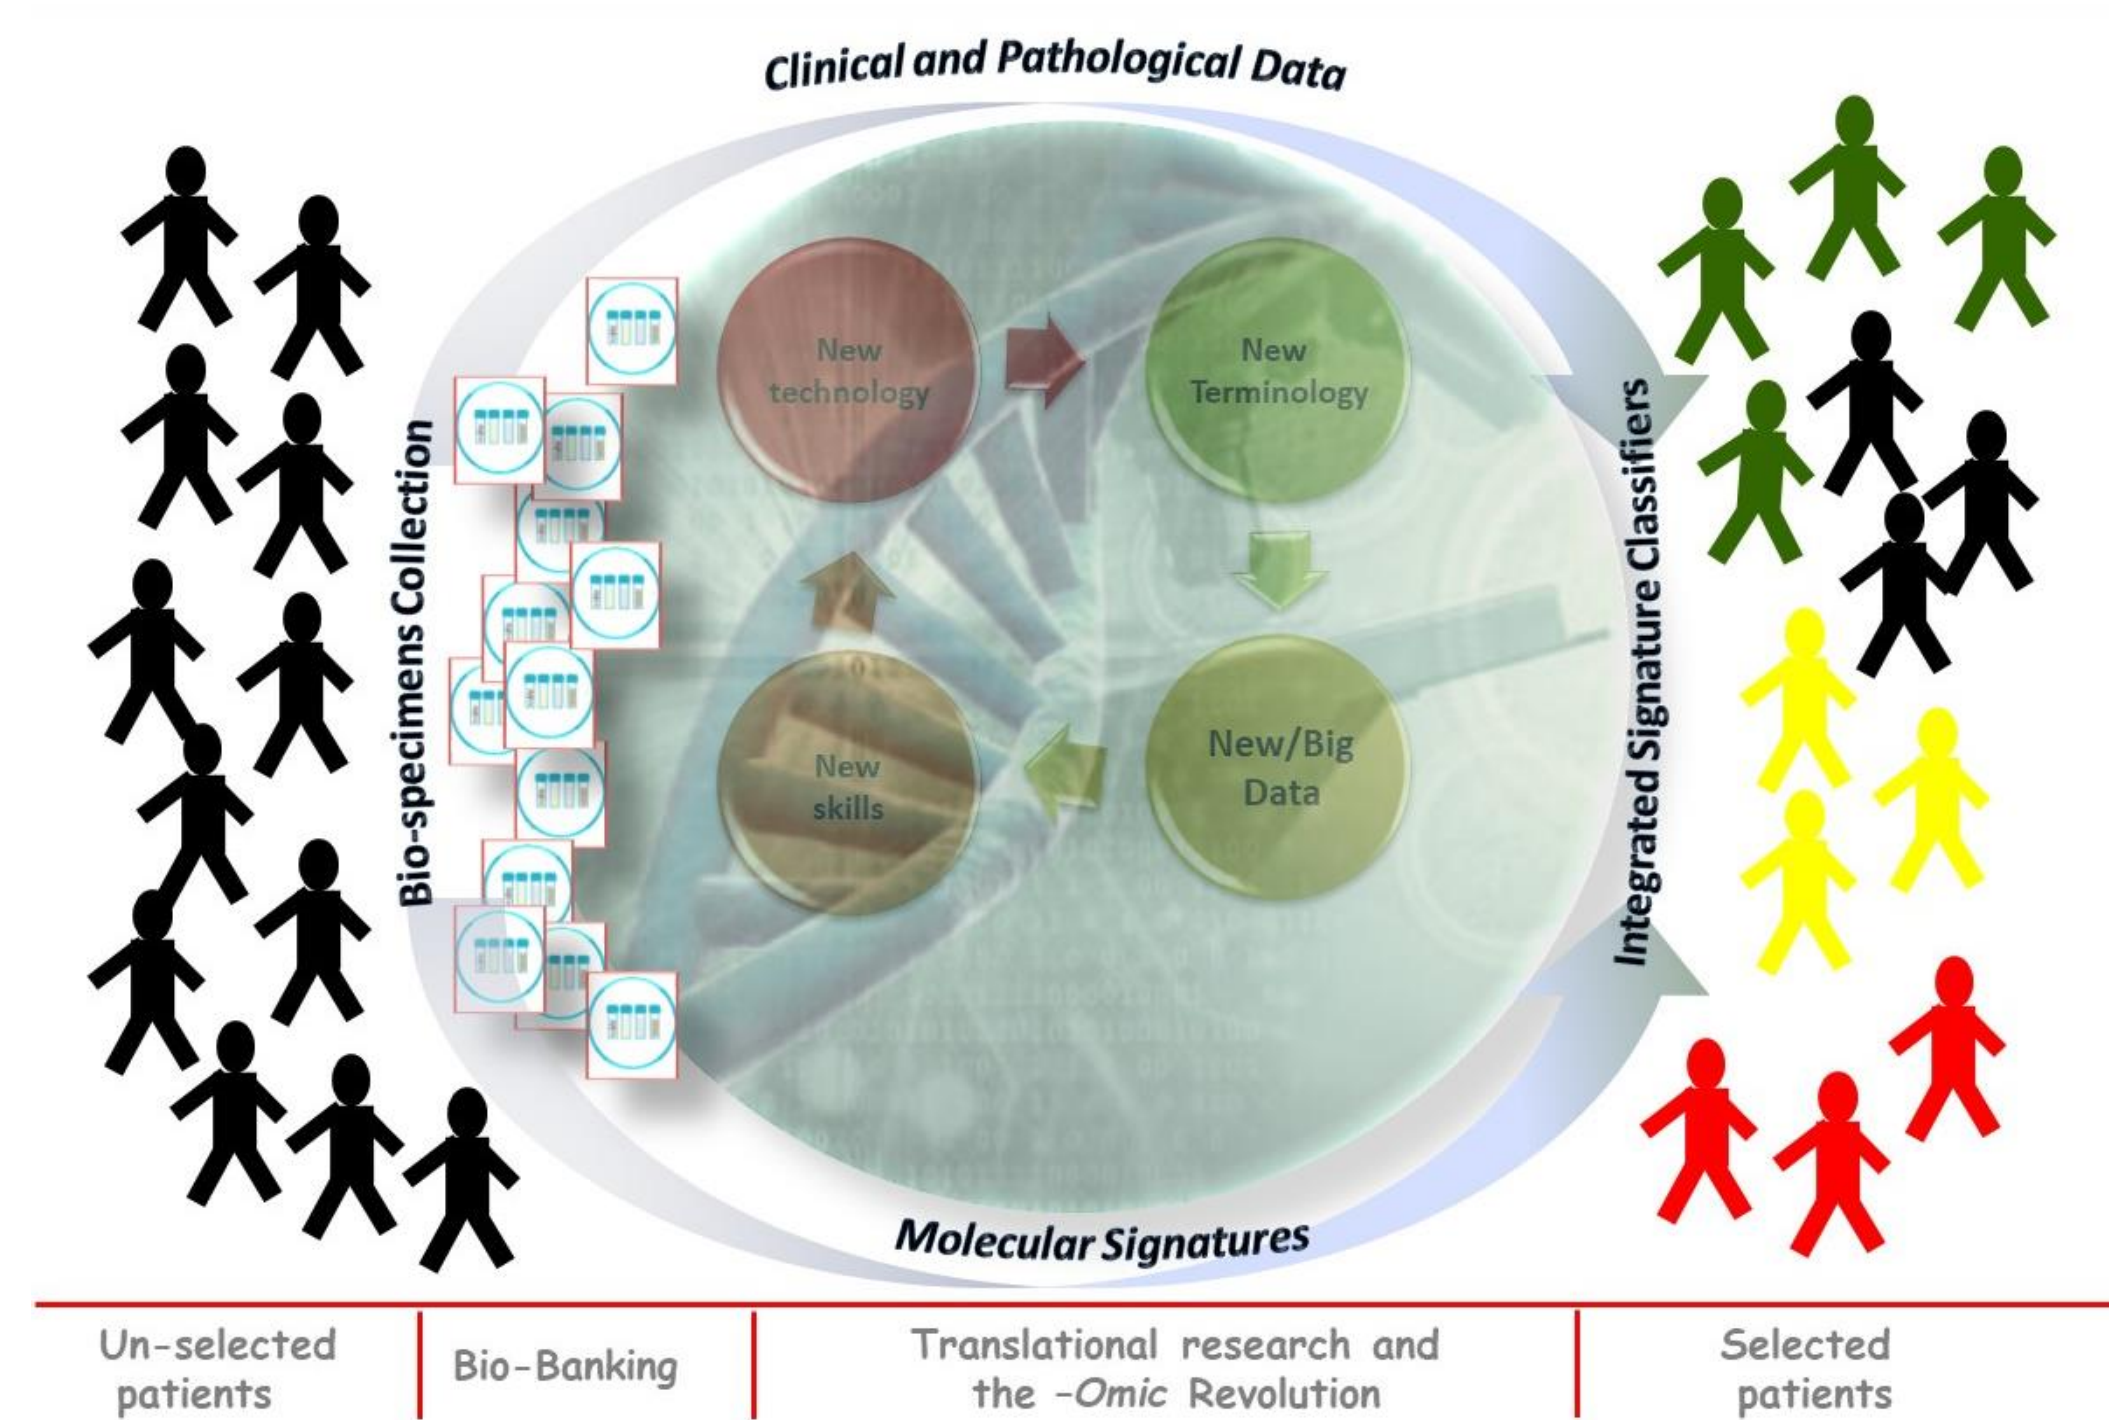 Clinical and Pathological Data
Bio-specimens Collection
New
technology
New
Terminology
New
skills
New/Big
Data
Integrated Signature Classifiers
Molecular Signatures
Un-selected
patients
Bio-Banking
Translational research and
the -Omic Revolution
Selected
patients